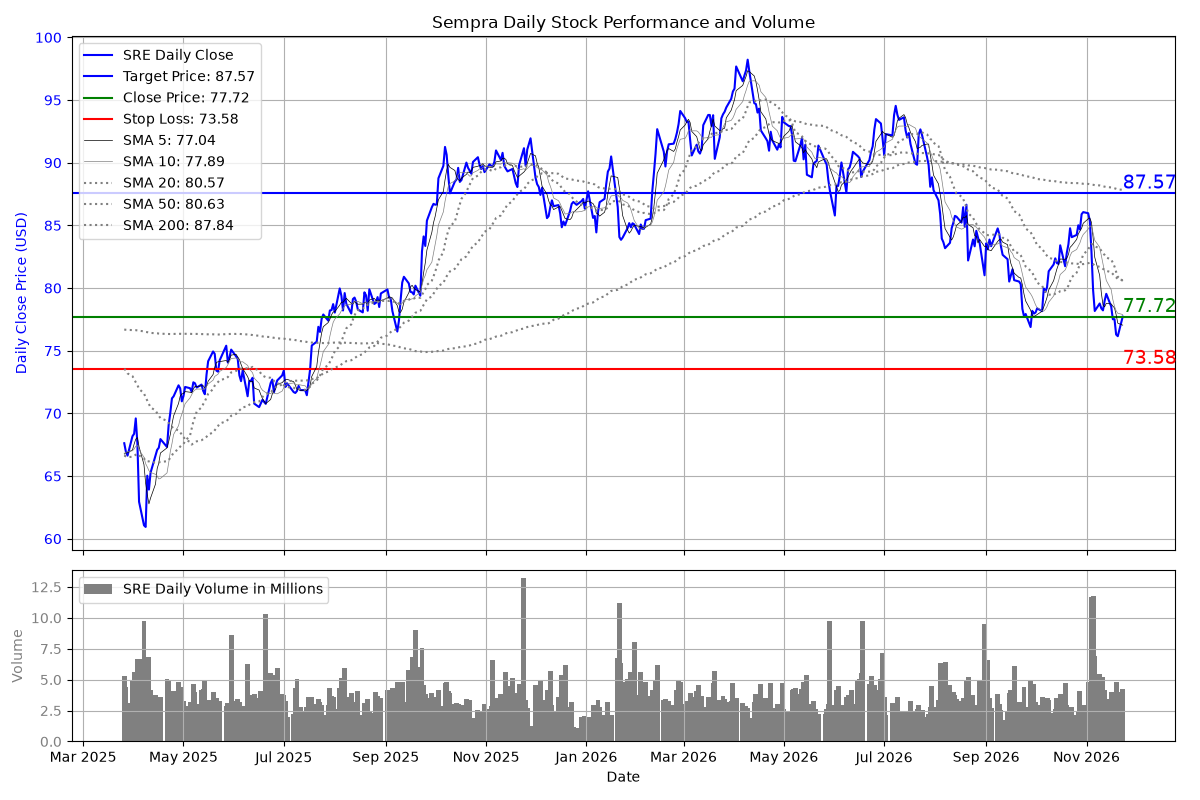 Sempra Daily Stock Performance and Volume
100
95
90
85
80
75
70
65
60
Daily Close Price (USD)
SRE Daily Close
Target Price: 87.57
Close Price: 77.72
Stop Loss: 73.58
SMA 5: 77.04
SMA 10: 77.89
SMA 20: 80.57
SMA 50: 80.63
SMA 200: 87.84
87.57
77.72
73.58
12.5
10.0
7.5
5.0
2.5
0.0
Volume
SRE Daily Volume in Millions
Mar 2025 May 2025 Jul 2025 Sep 2025 Nov 2025 Jan 2026 Mar 2026 May 2026 Jul 2026 Sep 2026 Nov 2026
Date